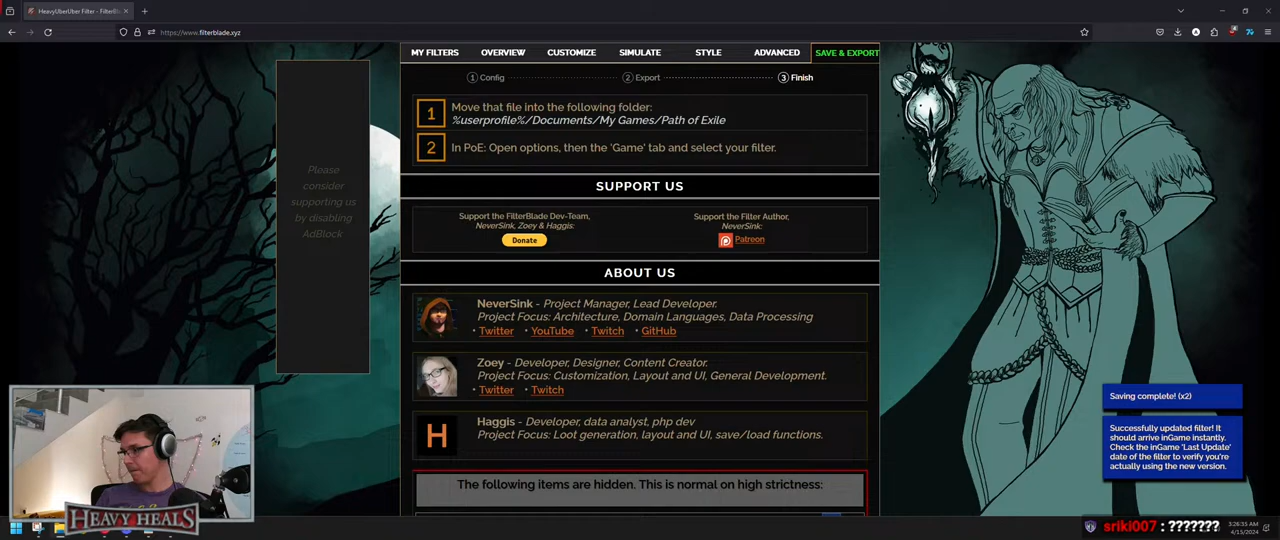 HeavyUberUber Filter - FilterBl
https://www.filterblade.xyz
MY FILTERS OVERVIEW CUSTOMIZE SIMULATE STYLE ADVANCED SAVE & EXPORT
1 Config 2 Export 3 Finish
1 Move that file into the following folder:
%userprofile%/Documents/My Games/Path of Exile
2 In PoE: Open options, then the 'Game' tab and select your filter.
Please
consider
supporting us
by disabling
AdBlock
SUPPORT US
Support the FilterBlade Dev-Team,
NeverSink, Zoey & Haggis:
Donate
Support the Filter Author,
NeverSink:
Patreon
ABOUT US
NeverSink - Project Manager, Lead Developer.
Project Focus: Architecture, Domain Languages, Data Processing
• Twitter • YouTube • Twitch • GitHub
Zoey - Developer, Designer, Content Creator.
Project Focus: Customization, Layout and UI, General Development.
• Twitter • Twitch
H
Haggis - Developer, data analyst, php dev
Project Focus: Loot generation, layout and UI, save/load functions.
The following items are hidden. This is normal on high strictness:
Saving complete! (x2)
Successfully updated filter! It
should arrive inGame instantly.
Check the inGame 'Last Update'
date of the filter to verify you're
actually using the new version.
HEAVY HEALS
sriki007 : ???????
3:26:35 AM
4/15/2024